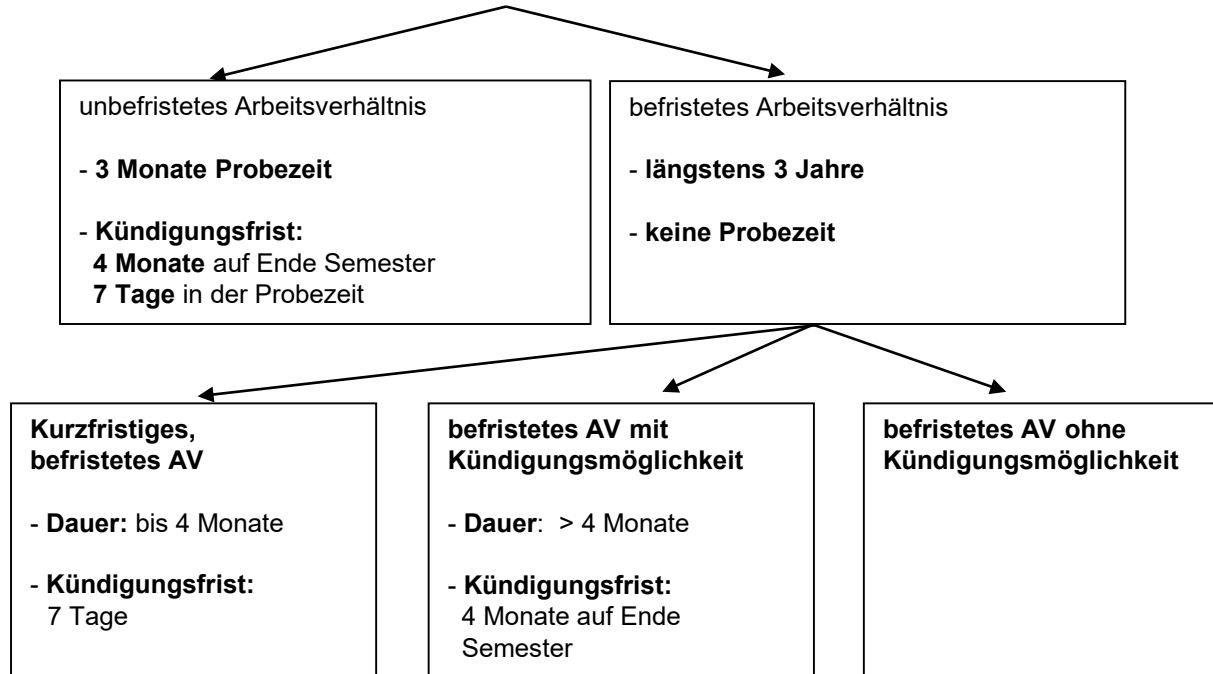 unbefristetes Arbeitsverhältnis
- 3 Monate Probezeit
- Kündigungsfrist:
4 Monate auf Ende Semester
7 Tage in der Probezeit
befristetes Arbeitsverhältnis
- längstens 3 Jahre
- keine Probezeit
Kurzfristiges,
befristetes AV
- Dauer: bis 4 Monate
- Kündigungsfrist:
7 Tage
befristetes AV mit
Kündigungsmöglichkeit
- Dauer: > 4 Monate
- Kündigungsfrist:
4 Monate auf Ende
Semester
befristetes AV ohne
Kündigungsmöglichkeit